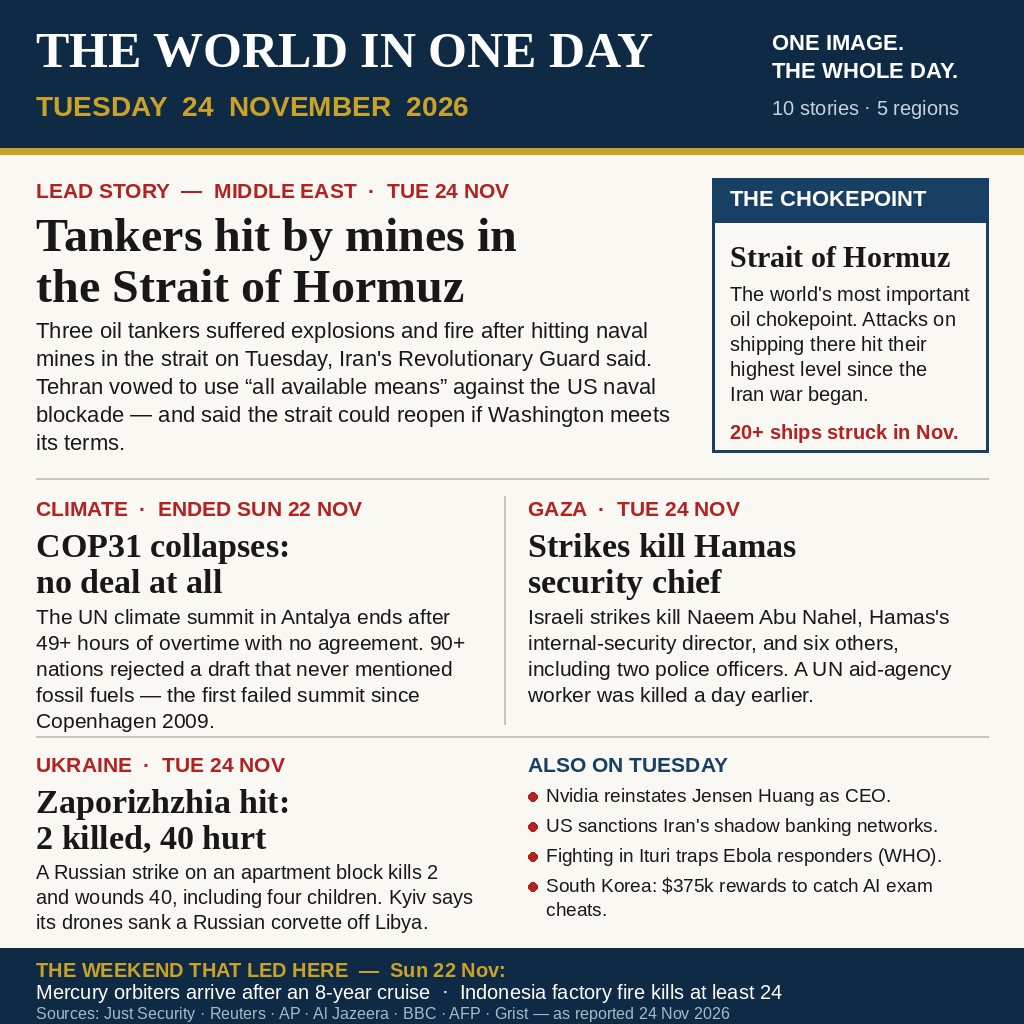 THE WORLD IN ONE DAY
TUESDAY 24 NOVEMBER 2026
ONE IMAGE.
THE WHOLE DAY.
10 stories · 5 regions
LEAD STORY — MIDDLE EAST · TUE 24 NOV
Tankers hit by mines in
the Strait of Hormuz
Three oil tankers suffered explosions and fire after hitting naval
mines in the strait on Tuesday, Iran's Revolutionary Guard said.
Tehran vowed to use “all available means” against the US naval
blockade — and said the strait could reopen if Washington meets
its terms.
THE CHOKEPOINT
Strait of Hormuz
The world's most important
oil chokepoint. Attacks on
shipping there hit their
highest level since the
Iran war began.
20+ ships struck in Nov.
CLIMATE · ENDED SUN 22 NOV
COP31 collapses:
no deal at all
The UN climate summit in Antalya ends after
49+ hours of overtime with no agreement. 90+
nations rejected a draft that never mentioned
fossil fuels — the first failed summit since
Copenhagen 2009.
GAZA · TUE 24 NOV
Strikes kill Hamas
security chief
Israeli strikes kill Naeem Abu Nahel, Hamas's
internal-security director, and six others,
including two police officers. A UN aid-agency
worker was killed a day earlier.
UKRAINE · TUE 24 NOV
Zaporizhzhia hit:
2 killed, 40 hurt
A Russian strike on an apartment block kills 2
and wounds 40, including four children. Kyiv says
its drones sank a Russian corvette off Libya.
ALSO ON TUESDAY
Nvidia reinstates Jensen Huang as CEO.
US sanctions Iran's shadow banking networks.
Fighting in Ituri traps Ebola responders (WHO).
South Korea: $375k rewards to catch AI exam
cheats.
THE WEEKEND THAT LED HERE — Sun 22 Nov:
Mercury orbiters arrive after an 8-year cruise · Indonesia factory fire kills at least 24
Sources: Just Security · Reuters · AP · Al Jazeera · BBC · AFP · Grist — as reported 24 Nov 2026